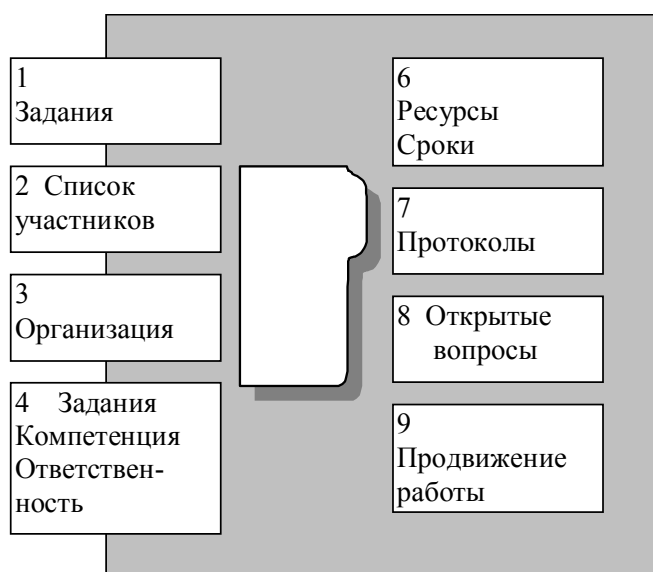 1
Задания
2 Список
участников
3
Организация
4 Задания
Компетенция
Ответствен-
ность
6
Ресурсы
Сроки
7
Протоколы
8 Открытые
вопросы
9
Продвижение
работы